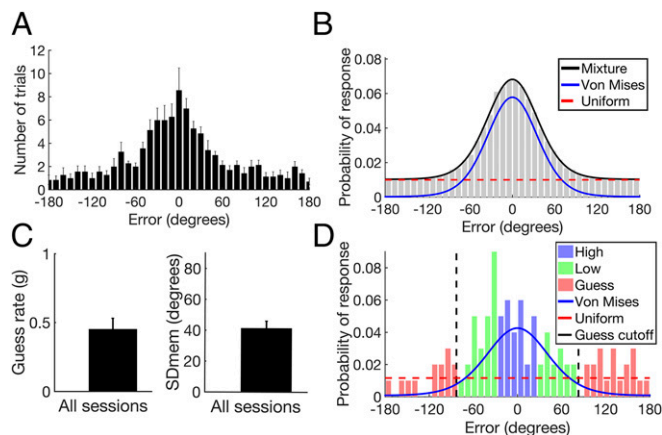 A
Number of trials
12
10
8
6
4
2
0
-180 -120 -60 0 60 120 180
Error (degrees)
B
Probability of response
0.08
0.06
0.04
0.02
0
-180 -120 -60 0 60 120 180
Error (degrees)
Mixture
Von Mises
Uniform
C
Guess rate (g)
1
0.5
0
All sessions
SDmem (degrees)
80
60
40
20
0
All sessions
D
Probability of response
0.08
0.06
0.04
0.02
0
-180 -120 -60 0 60 120 180
Error (degrees)
High
Low
Guess
Von Mises
Uniform
Guess cutoff